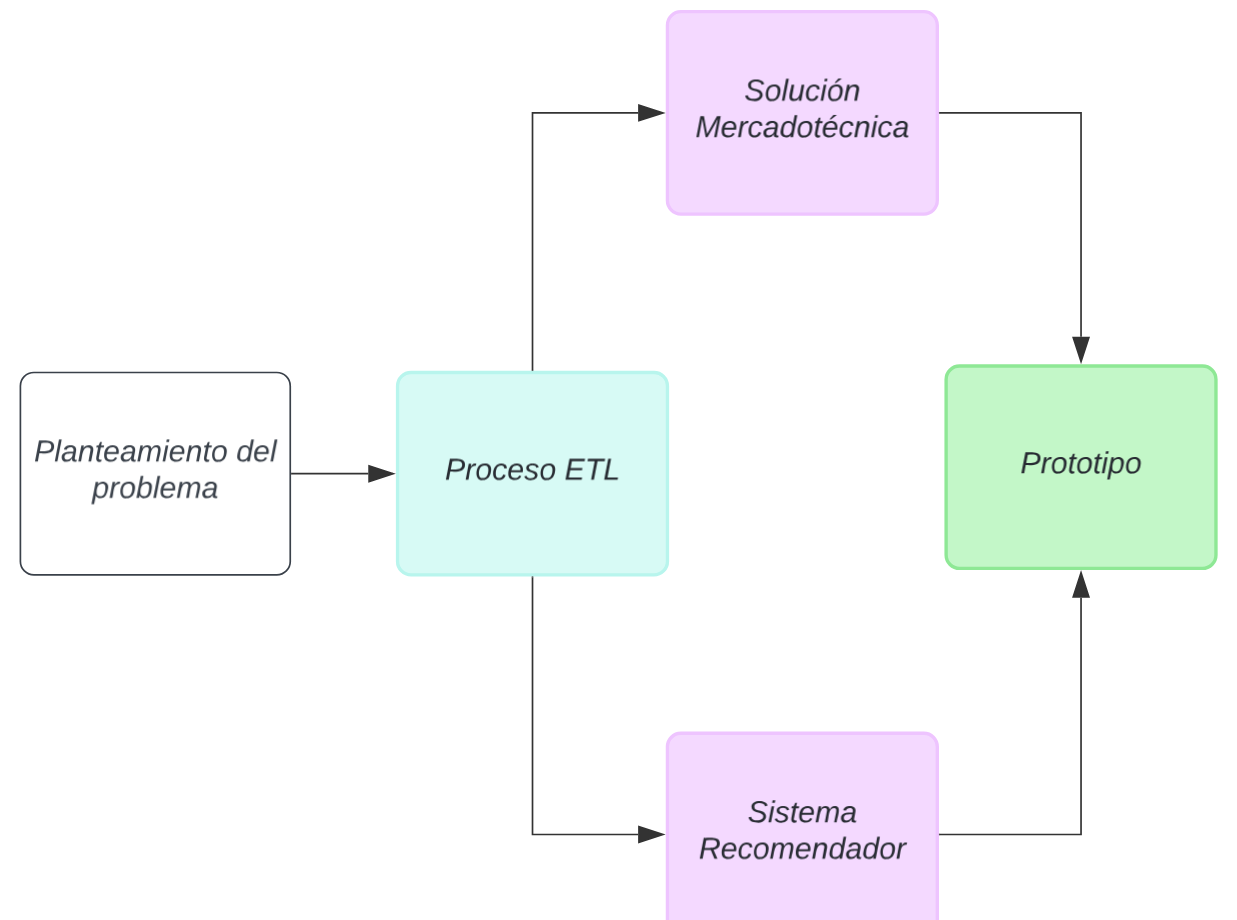 Solución
Mercadotécnica
Planteamiento del
problema
Proceso ETL
Prototipo
Sistema
Recomendador